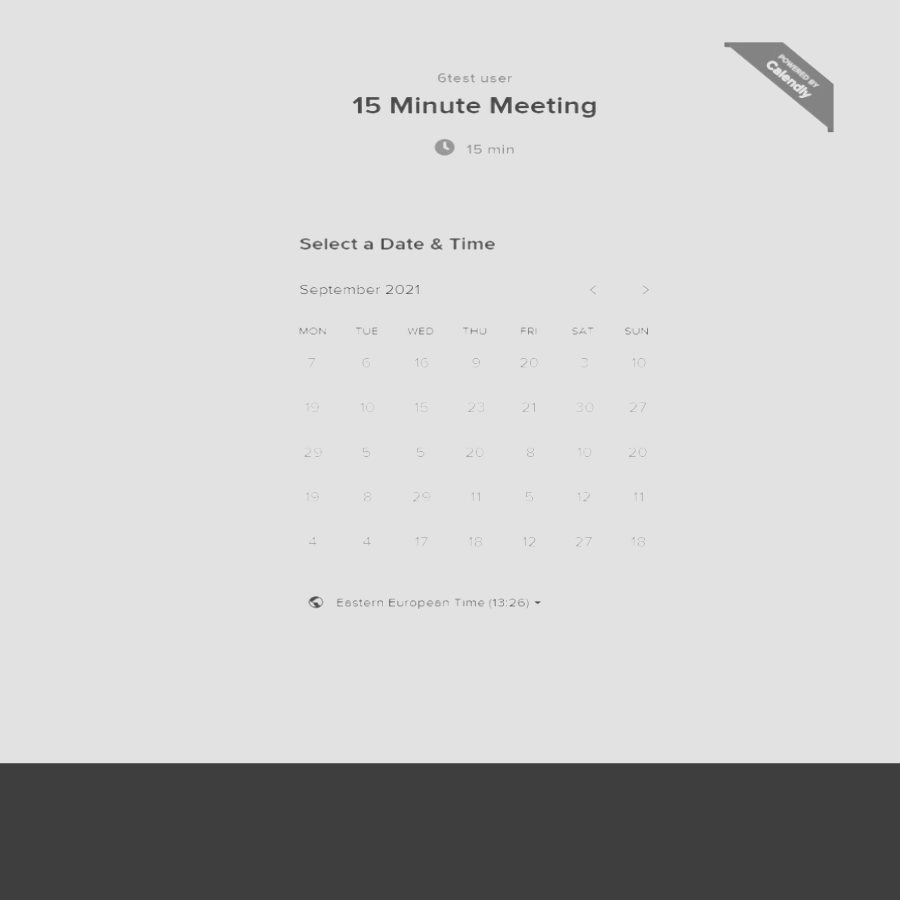 POWERED BY
Calendly
6test user
15 Minute Meeting
15 min
Select a Date & Time
September 2021 < >
MON TUE WED THU FRI SAT SUN
7 6 16 9 20 3 10
19 10 15 23 21 30 27
29 5 5 20 8 10 20
19 8 29 11 5 12 11
4 4 17 18 12 27 18
Eastern European Time (13:26)